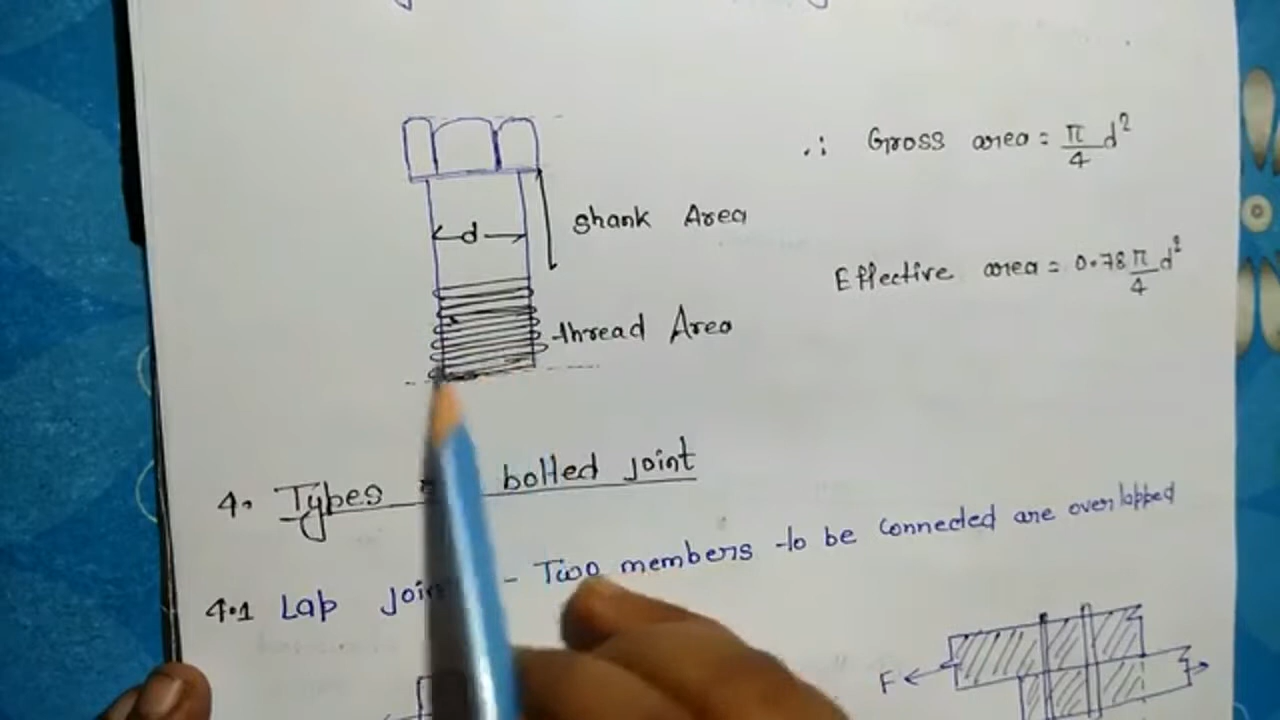 ∴ Gross area = π/4 d²
d
Shank Area
Effective area = 0.78 π/4 d²
thread Area
4. Types bolted joint
4.1 Lap - Two members to be connected are overlapped
F